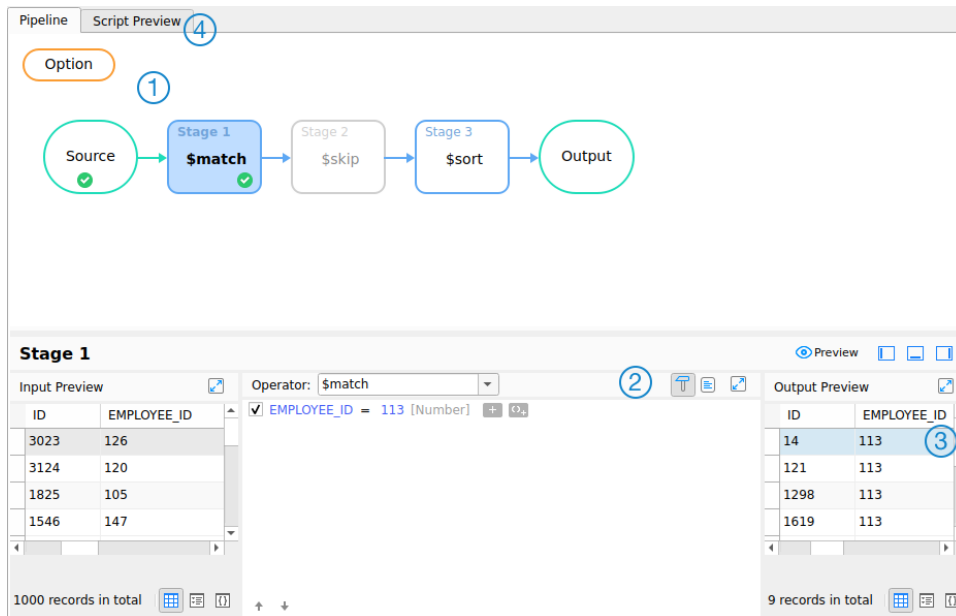 Pipeline Script Preview
4
Option
1
Stage 1 Stage 2 Stage 3
Source $match $skip $sort Output
Stage 1
Preview
Input Preview
Operator: $match
2
Output Preview
ID EMPLOYEE_ID
EMPLOYEE_ID = 113 [Number]
ID EMPLOYEE_ID
3023 126
14 113
3
3124 120
121 113
1825 105
1298 113
1546 147
1619 113
1000 records in total
9 records in total